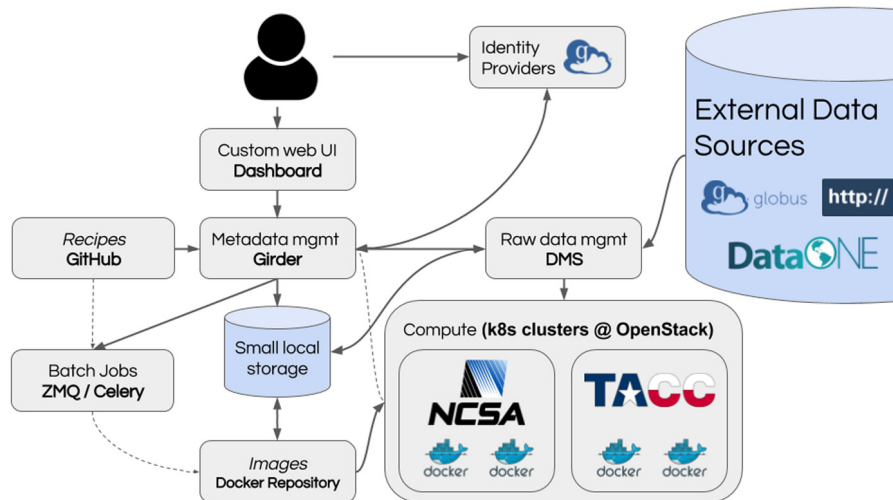 Identity
Providers
g
External Data
Sources
g globus
http://
DataONE
Custom web UI
Dashboard
Recipes
GitHub
Metadata mgmt
Girder
Raw data mgmt
DMS
Small local
storage
Batch Jobs
ZMQ / Celery
Compute (k8s clusters @ OpenStack)
NCSA
TACC
docker docker
docker docker
Images
Docker Repository